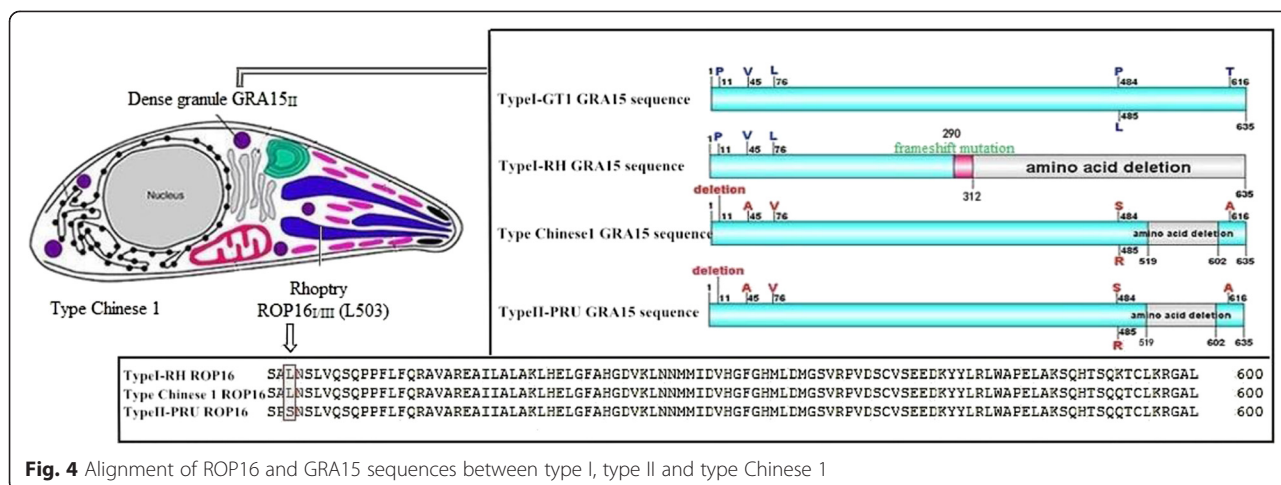 Dense granule GRA15II
Nucleus
Type Chinese 1
Rhoptry
ROP16I/III (L503)
P V L P T
1 11 45 76 484 616
TypeI-GT1 GRA15 sequence
485 635
L
P V L 290
1 11 45 76 frameshift mutation
TypeI-RH GRA15 sequence amino acid deletion
312 635
deletion A V S A
1 11 45 76 484 616
Type Chinese1 GRA15 sequence amino acid deletion
485 519 602 635
R
deletion A V S A
1 11 45 76 484 616
TypeII-PRU GRA15 sequence amino acid deletion
485 519 602 635
R
TypeI-RH ROP16 SALNSLVQSQPPFLFQRAVAREAIILALAKLHELGFAHGDVKLNNMMIDVHGFGHMLDMGSVRPVDSCVSEEDKYYLRLWAPELAKSQHTSQKTCLKRGAL 600
Type Chinese 1 ROP16 SALNSLVQSQPPFLFQRAVAREAIILALAKLHELGFAHGDVKLNNMMIDVHGFGHMLDMGSVRPVDSCVSEEDKYYLRLWAPELAKSQHTSQQTCLKRGAL 600
TypeII-PRU ROP16 SPSNSLVQSQPPFLFQRAVAREAIILALAKLHELGFAHGDVKLNNMMIDVHGFGHMLDMGSVRPVDSCVSEEDKYYLRLWAPELAKSQHTSQQTCLKRGAL 600
Fig. 4 Alignment of ROP16 and GRA15 sequences between type I, type II and type Chinese 1